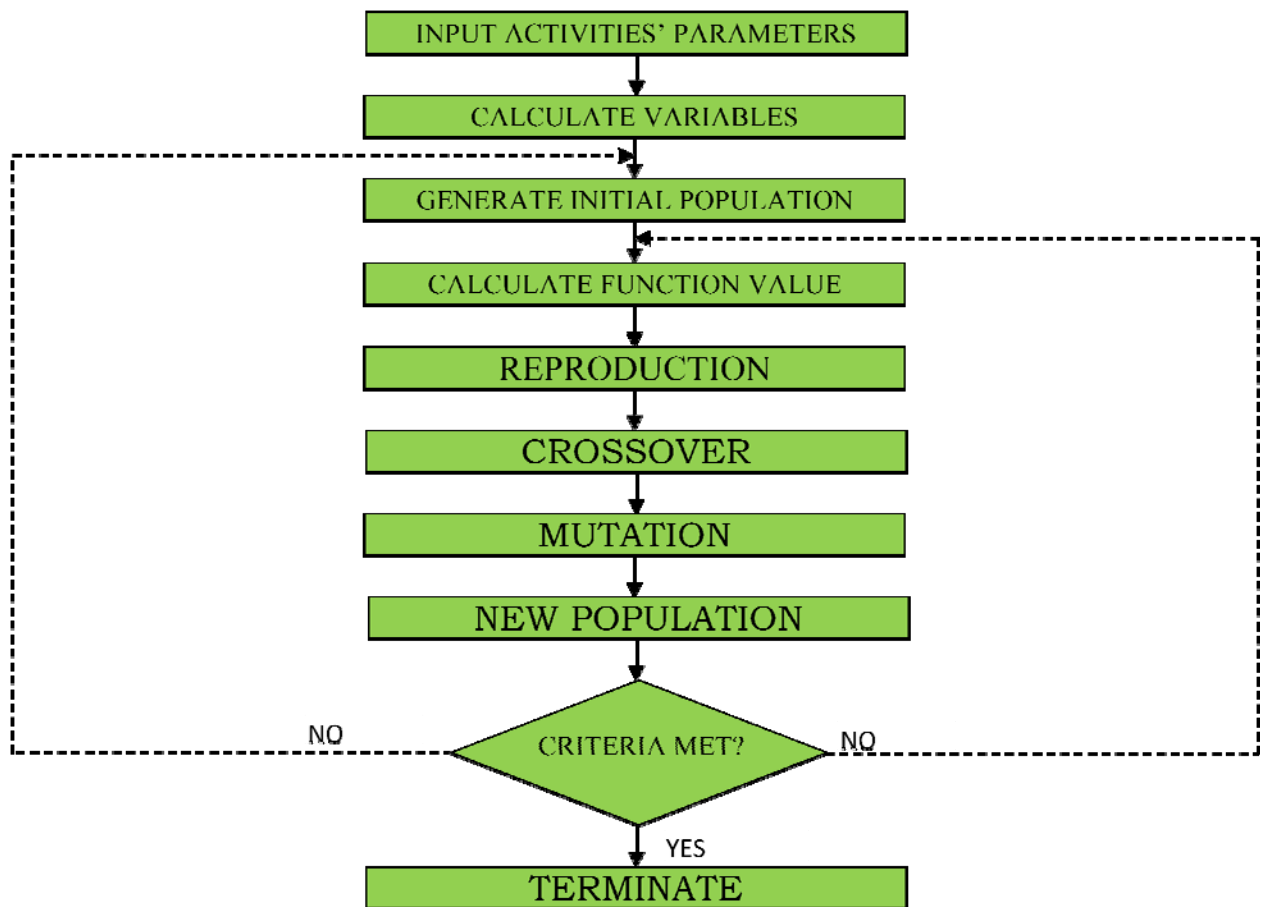 INPUT ACTIVITIES’ PARAMETERS
CALCULATE VARIABLES
GENERATE INITIAL POPULATION
CALCULATE FUNCTION VALUE
REPRODUCTION
CROSSOVER
MUTATION
NEW POPULATION
NO
CRITERIA MET?
NO
YES
TERMINATE